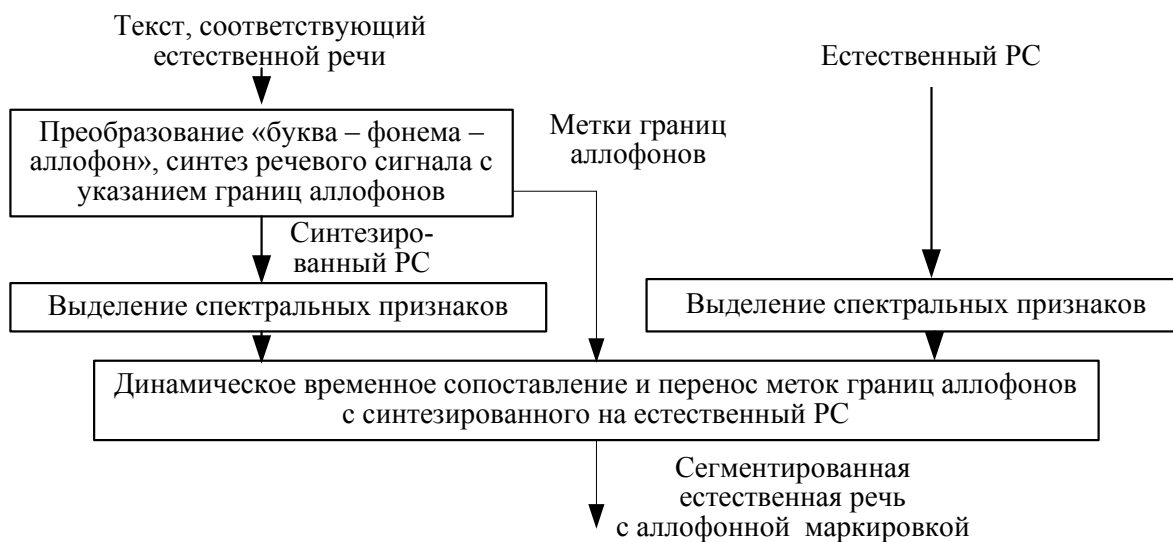 Текст, соответствующий
естественной речи
Естественный РС
Преобразование «буква – фонема –
аллофон», синтез речевого сигнала с
указанием границ аллофонов
Метки границ
аллофонов
Синтезиро-
ванный РС
Выделение спектральных признаков
Выделение спектральных признаков
Динамическое временное сопоставление и перенос меток границ аллофонов
с синтезированного на естественный РС
Сегментированная
естественная речь
с аллофонной маркировкой